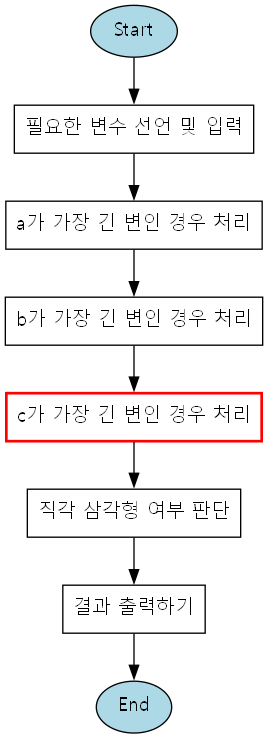 Start
필요한 변수 선언 및 입력
a가 가장 긴 변인 경우 처리
b가 가장 긴 변인 경우 처리
c가 가장 긴 변인 경우 처리
직각 삼각형 여부 판단
결과 출력하기
End